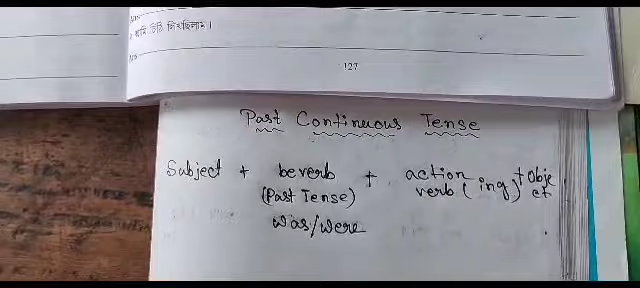 আমি চিঠি লিখছিলাম।
127
Past Continuous Tense
Subject + be verb + action verb (ing) + Object
(Past Tense)
was/were